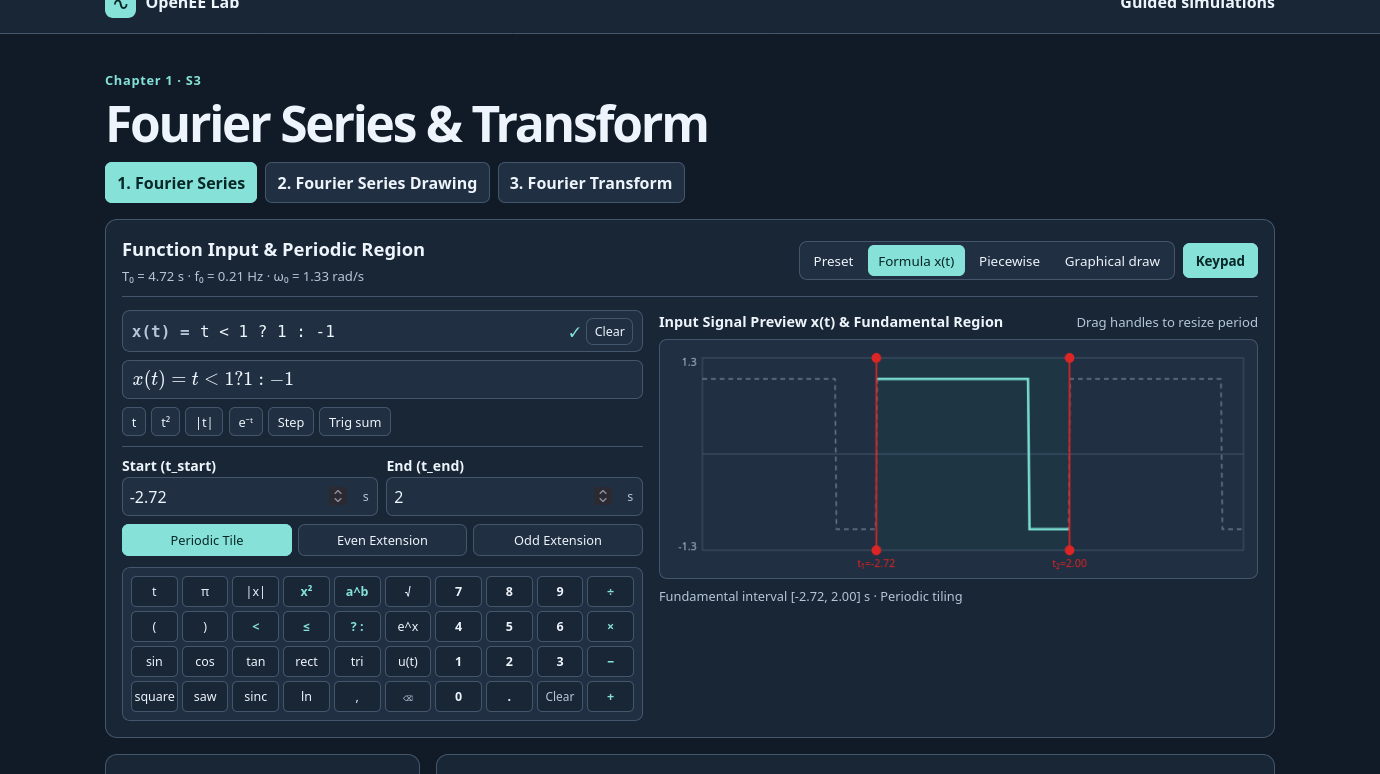 OpenEE Lab
Guided simulations
Chapter 1 · S3
Fourier Series & Transform
1. Fourier Series
2. Fourier Series Drawing
3. Fourier Transform
Function Input & Periodic Region
T₀ = 4.72 s · f₀ = 0.21 Hz · ω₀ = 1.33 rad/s
Preset
Formula x(t)
Piecewise
Graphical draw
Keypad
x(t) = t < 1 ? 1 : -1
✓
Clear
x(t) = t < 1?1 : −1
t
t²
|t|
e⁻ᵗ
Step
Trig sum
Start (t_start)
End (t_end)
-2.72
s
2
s
Periodic Tile
Even Extension
Odd Extension
t π |x| x² a^b √ 7 8 9 ÷
( ) < ≤ ? : e^x 4 5 6 ×
sin cos tan rect tri u(t) 1 2 3 −
square saw sinc ln , ⌫ 0 . Clear +
Input Signal Preview x(t) & Fundamental Region
Drag handles to resize period
1.3
-1.3
t₁=-2.72
t₂=2.00
Fundamental interval [-2.72, 2.00] s · Periodic tiling